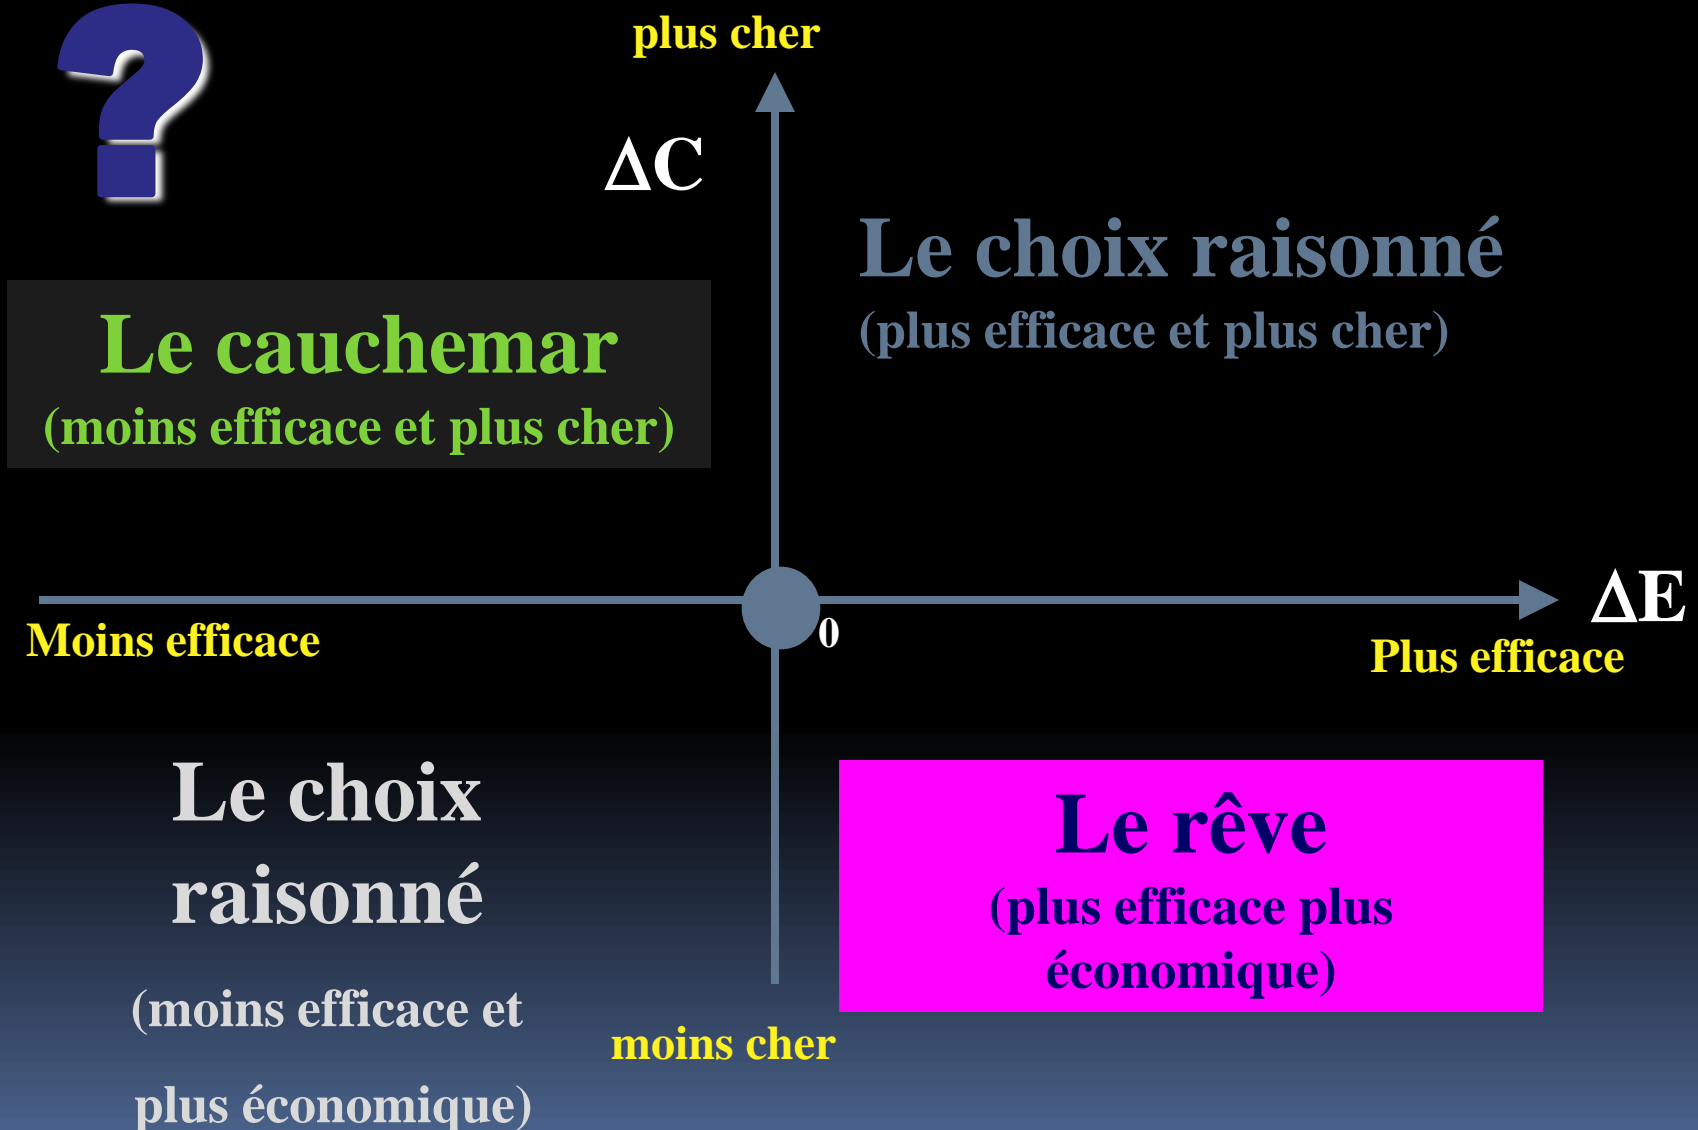 ?
plus cher
ΔC
Le choix raisonné
(plus efficace et plus cher)
Le cauchemar
(moins efficace et plus cher)
ΔE
Moins efficace
0
Plus efficace
Le choix
raisonné
(moins efficace et
plus économique)
Le rêve
(plus efficace plus
économique)
moins cher